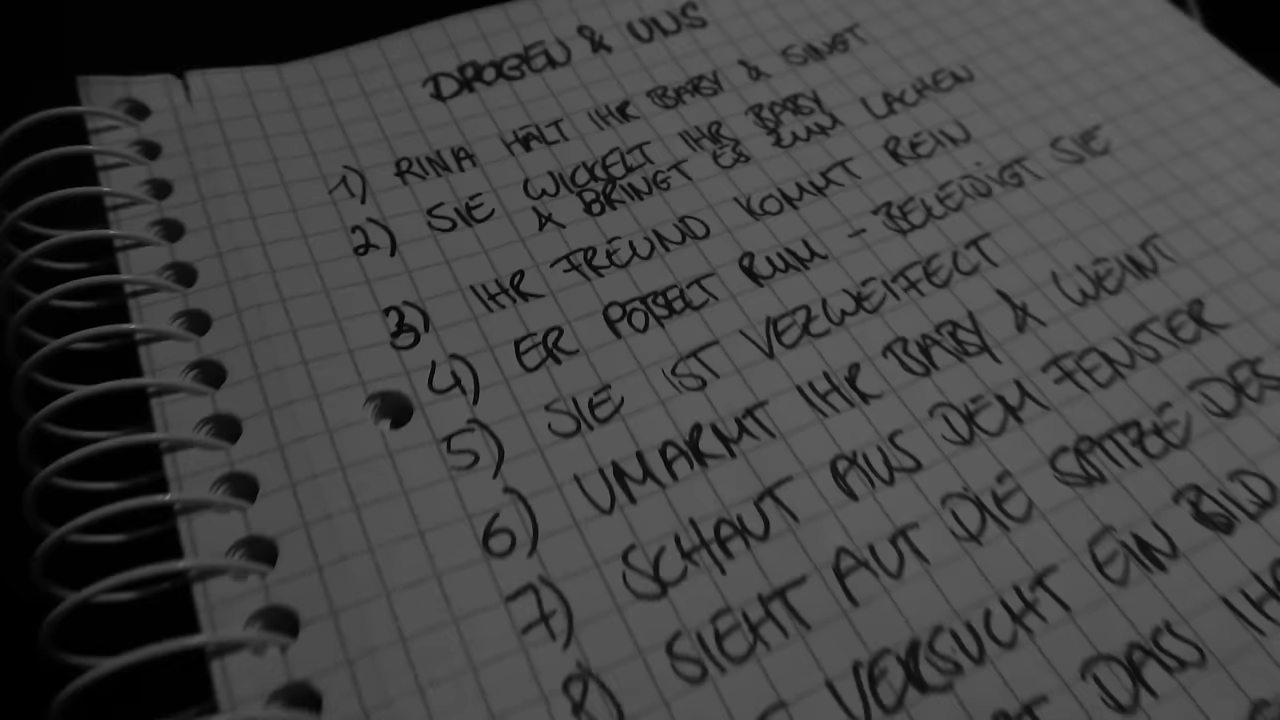 DROGEN & UNS
1) RINA HÄLT IHR BABY & SINGT
2) SIE WICKELT IHR BABY
& BRINGT ES ZUM LACHEN
3) IHR FREUND KOMMT REIN
4) ER PÖBELT RUM - BELEIDIGT SIE
5) SIE IST VERZWEIFELT
6) UMARMT IHR BABY & WEINT
7) SCHAUT AUS DEM FENSTER
8) SIEHT AUF DIE SPITZE DES
VERSUCHT EIN BILD
DASS